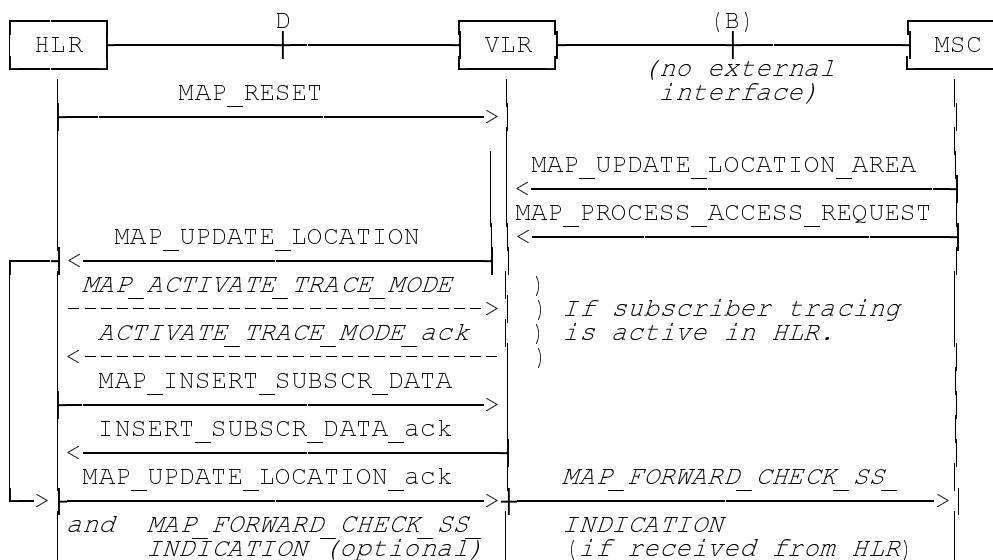 D (B)
HLR VLR MSC
(no external
interface)
MAP_RESET
MAP_UPDATE_LOCATION_AREA
MAP_PROCESS_ACCESS_REQUEST
MAP_UPDATE_LOCATION
MAP_ACTIVATE_TRACE_MODE )
) If subscriber tracing
ACTIVATE_TRACE_MODE_ack ) is active in HLR.
)
MAP_INSERT_SUBSCR_DATA
INSERT_SUBSCR_DATA_ack
MAP_UPDATE_LOCATION_ack MAP_FORWARD_CHECK_SS_
and MAP_FORWARD_CHECK_SS_ INDICATION
INDICATION (optional) (if received from HLR)